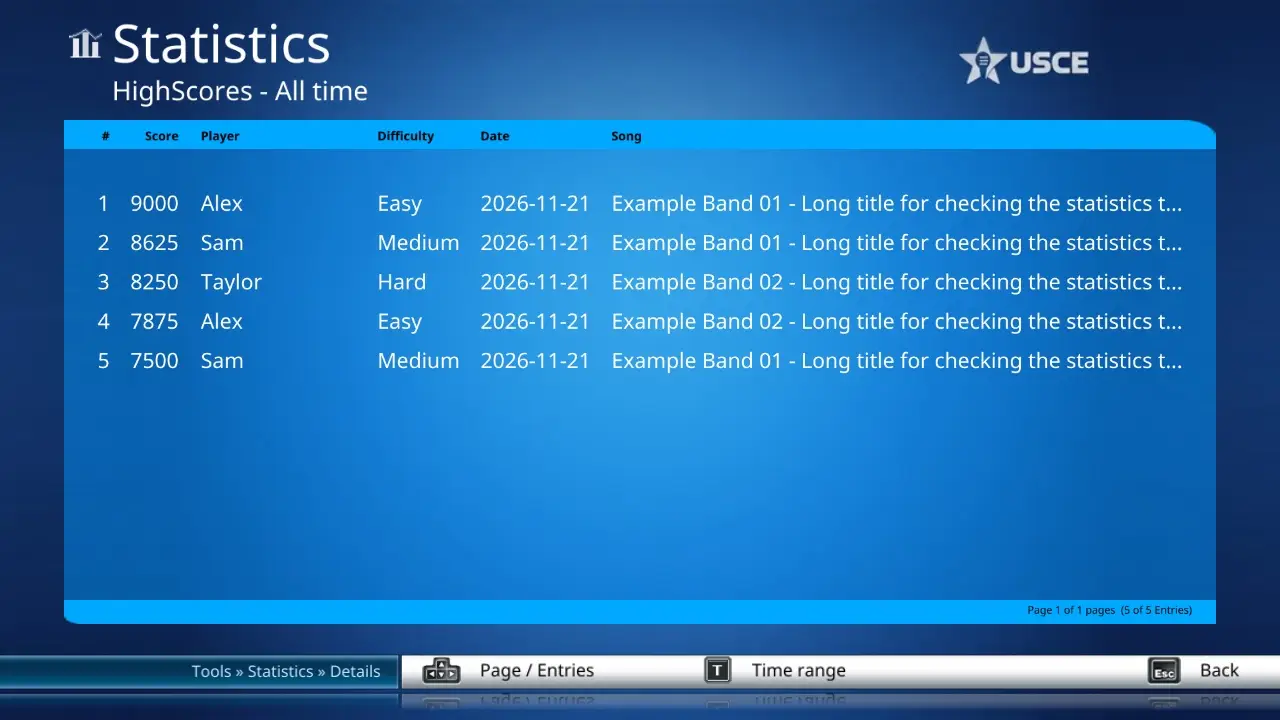 Statistics
HighScores - All time
USCE
# Score Player Difficulty Date Song
1 9000 Alex Easy 2026-11-21 Example Band 01 - Long title for checking the statistics t...
2 8625 Sam Medium 2026-11-21 Example Band 01 - Long title for checking the statistics t...
3 8250 Taylor Hard 2026-11-21 Example Band 02 - Long title for checking the statistics t...
4 7875 Alex Easy 2026-11-21 Example Band 02 - Long title for checking the statistics t...
5 7500 Sam Medium 2026-11-21 Example Band 01 - Long title for checking the statistics t...
Page 1 of 1 pages (5 of 5 Entries)
Tools » Statistics » Details Page / Entries T Time range Esc Back